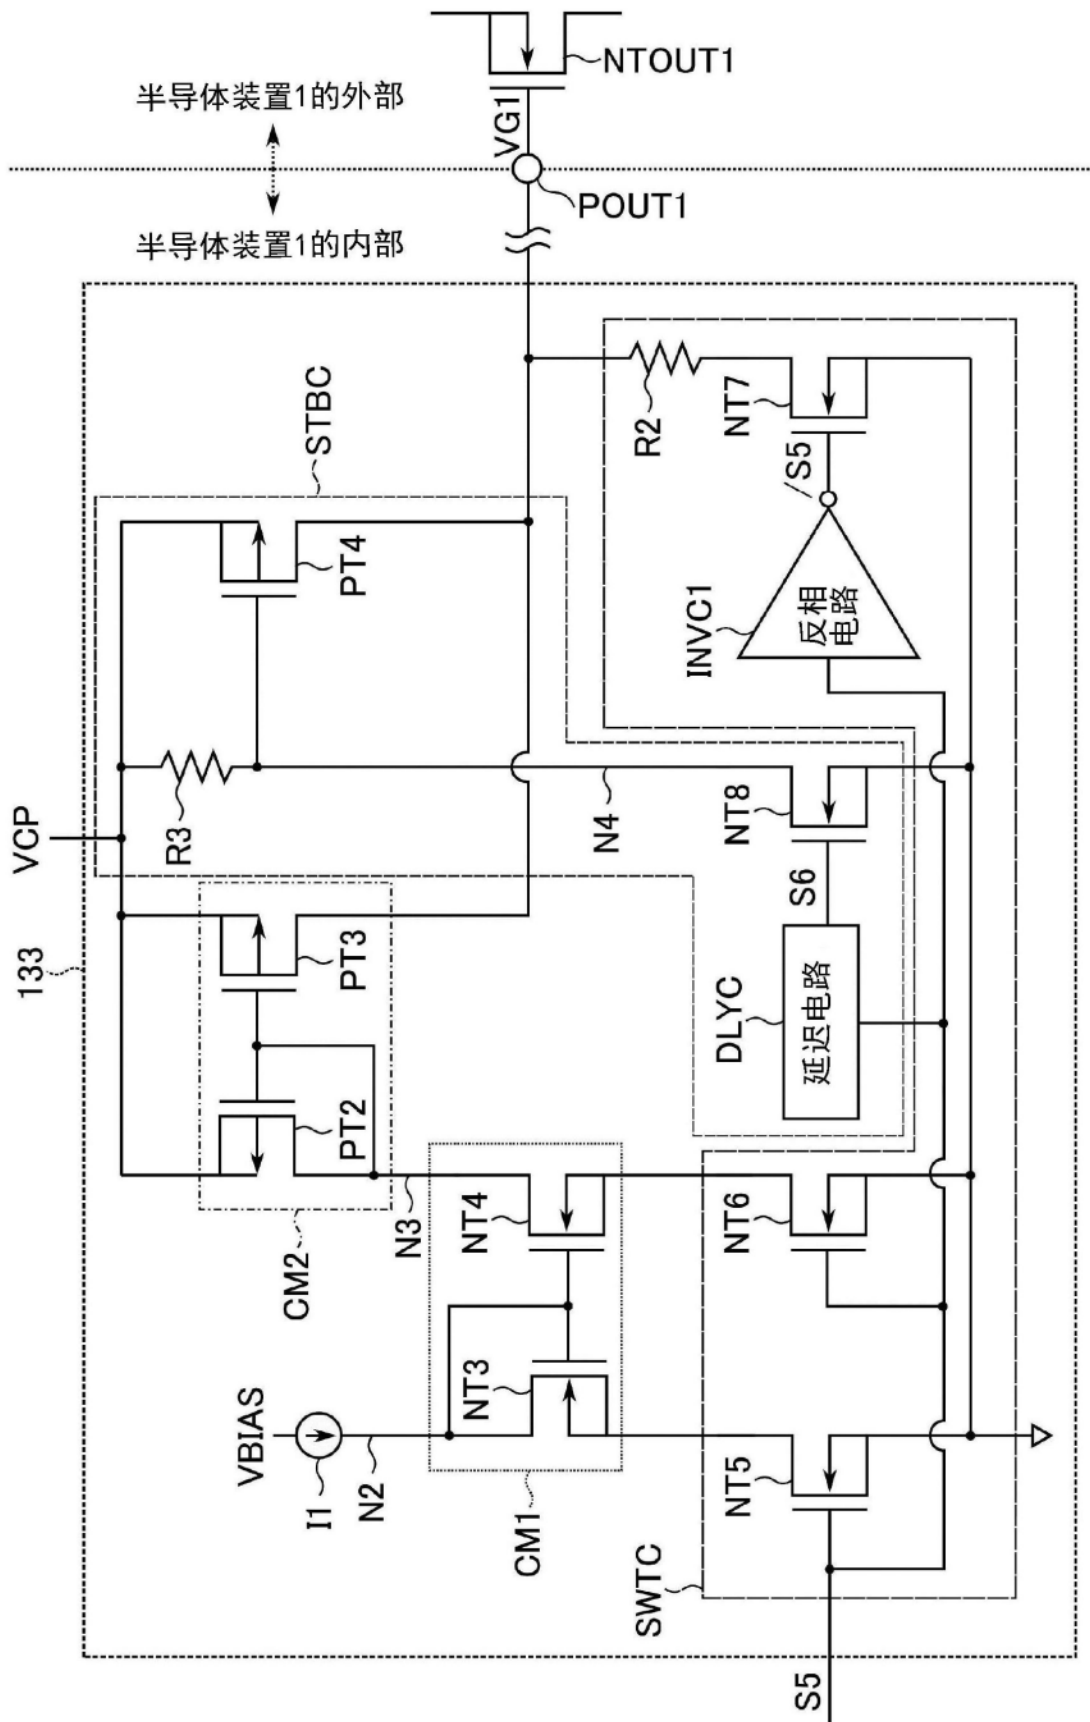 NTOUT1
半导体装置1的外部
VG1
POUT1
半导体装置1的内部
STBC
R2
NT7
/S5
INVC1
反相
电路
PT4
R3
N4
NT8
S6
VCP
133
PT3
DLYC
延迟电路
PT2
CM2
N3
NT4
NT6
VBIAS
I1
N2
NT3
CM1
NT5
SWTC
S5